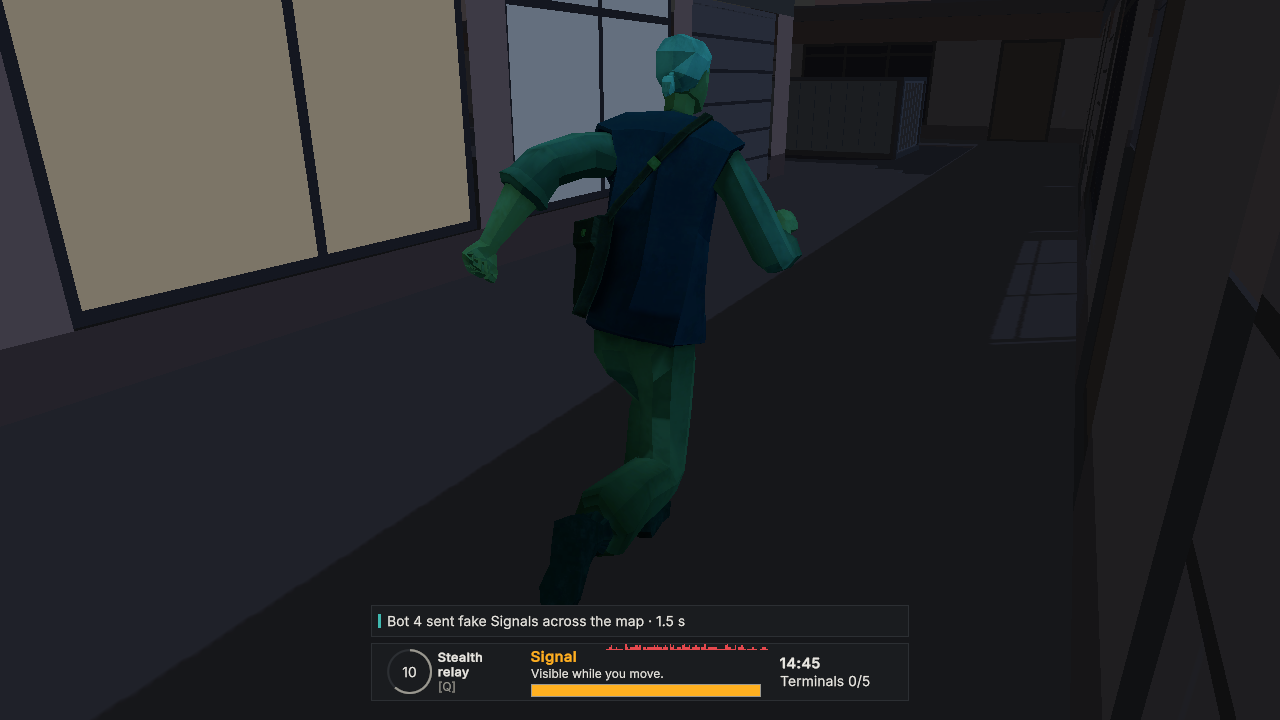 Bot 4 sent fake Signals across the map · 1.5 s
10
Stealth
relay
[Q]
Signal
Visible while you move.
14:45
Terminals 0/5